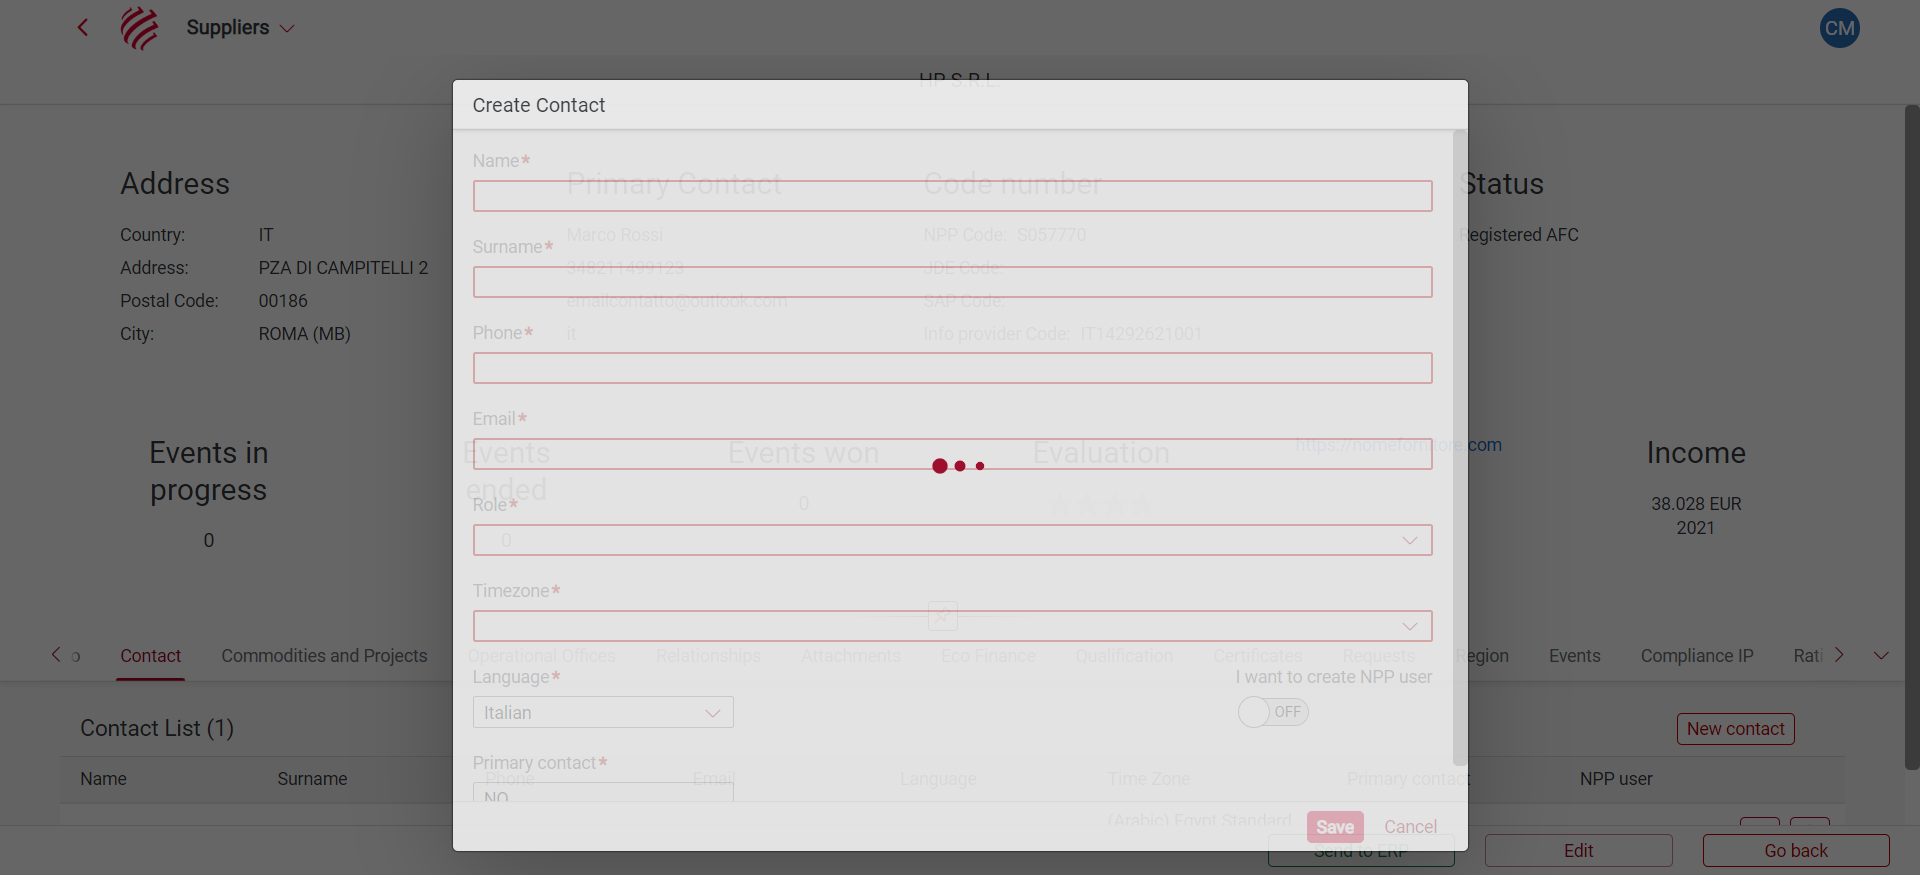 Suppliers
CM
HP S.R.L.
Create Contact
Name*
Address
Primary Contact
Code number
Status
Country: IT
Marco Rossi
NPP Code: S057770
Registered AFC
Surname*
Address: PZA DI CAMPITELLI 2
348211499123
JDE Code:
Postal Code: 00186
emailcontatto@outlook.com
SAP Code:
City: ROMA (MB)
Phone*
it
Info provider Code: IT14292621001
Email*
Events in
progress
0
Events
ended
0
Events won
0
Evaluation
https://nomefornitore.com
Income
38.028 EUR
2021
Role*
Timezone*
o
Contact
Commodities and Projects
Operational Offices
Relationships
Attachments
Eco Finance
Qualification
Certificates
Requests
Region
Events
Compliance IP
Rati
Language*
I want to create NPP user
Italian
OFF
Contact List (1)
New contact
Primary contact*
NO
Name
Surname
Phone
Email
Language
Time Zone
Primary contact
NPP user
(Arabic) Egypt Standard
Save
Cancel
Send to ERP
Edit
Go back